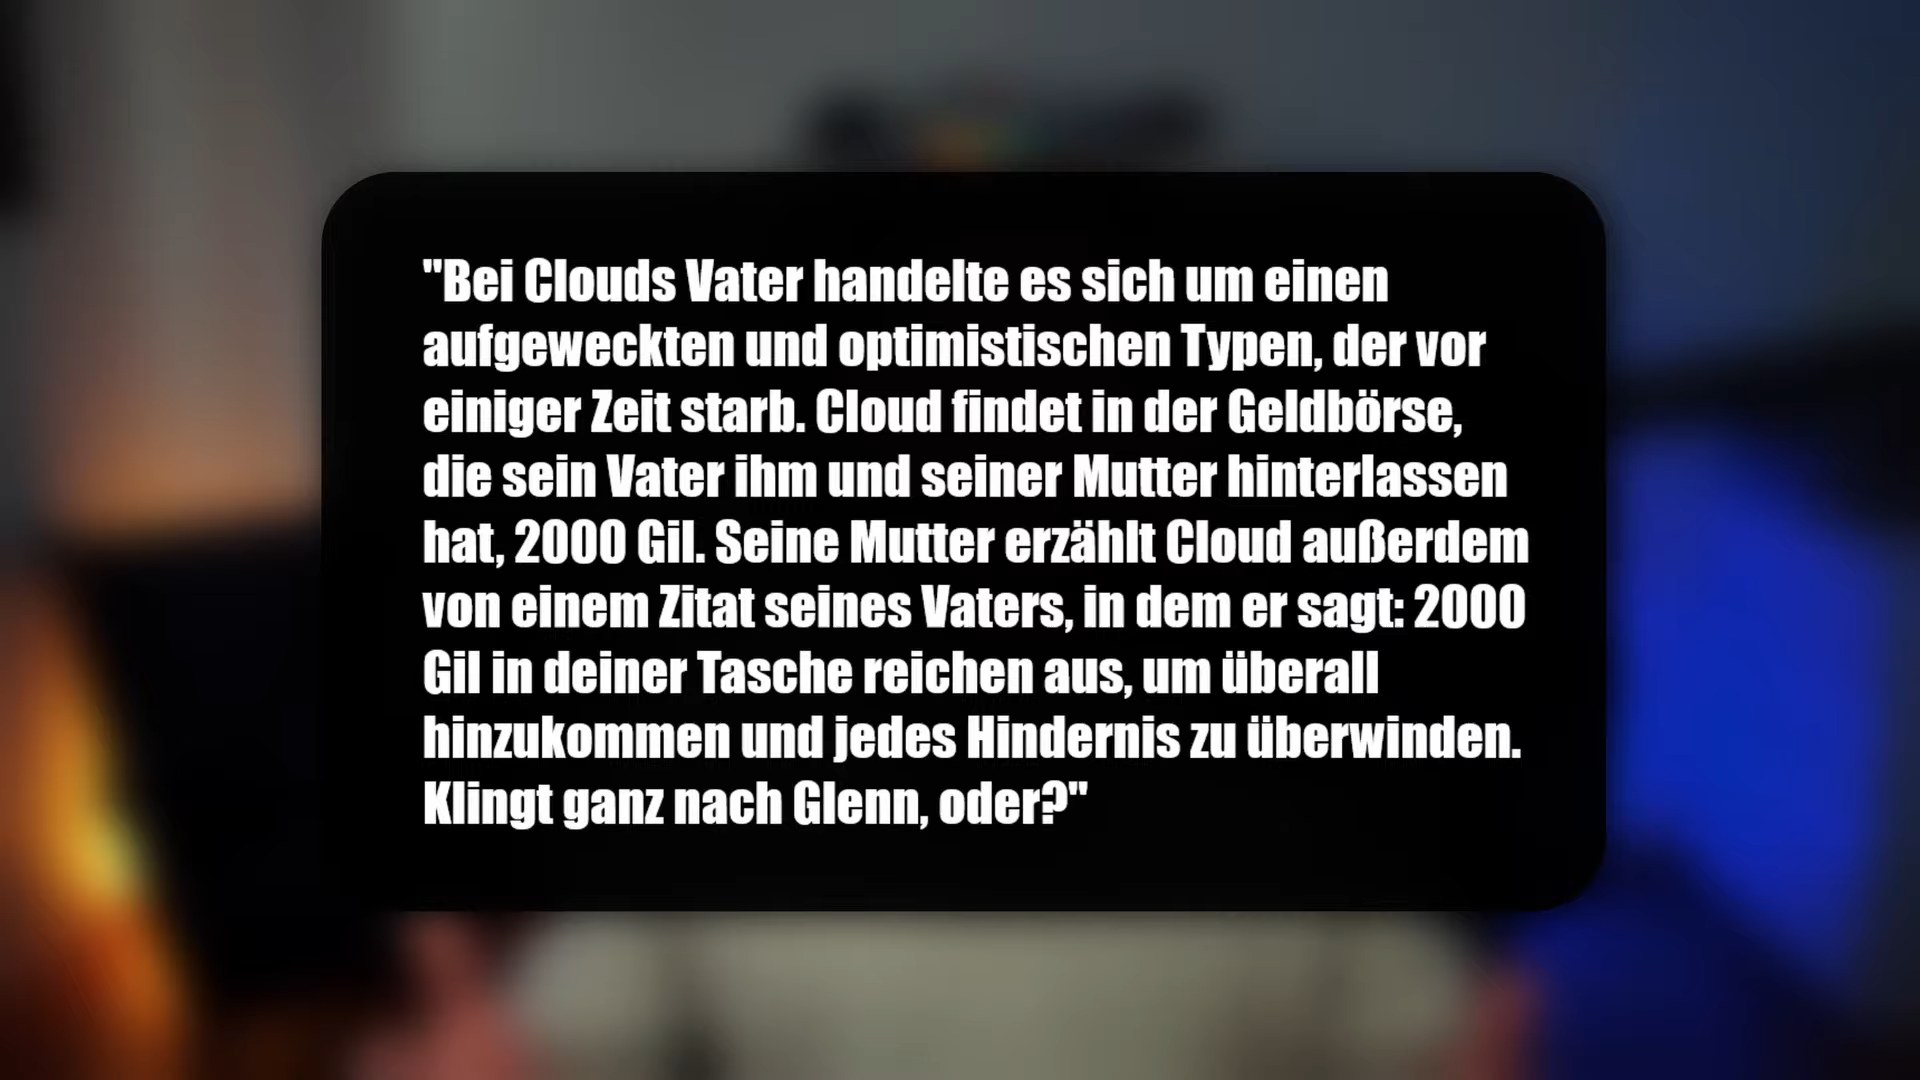 "Bei Clouds Vater handelte es sich um einen
aufgeweckten und optimistischen Typen, der vor
einiger Zeit starb. Cloud findet in der Geldbörse,
die sein Vater ihm und seiner Mutter hinterlassen
hat, 2000 Gil. Seine Mutter erzählt Cloud außerdem
von einem Zitat seines Vaters, in dem er sagt: 2000
Gil in deiner Tasche reichen aus, um überall
hinzukommen und jedes Hindernis zu überwinden.
Klingt ganz nach Glenn, oder?"